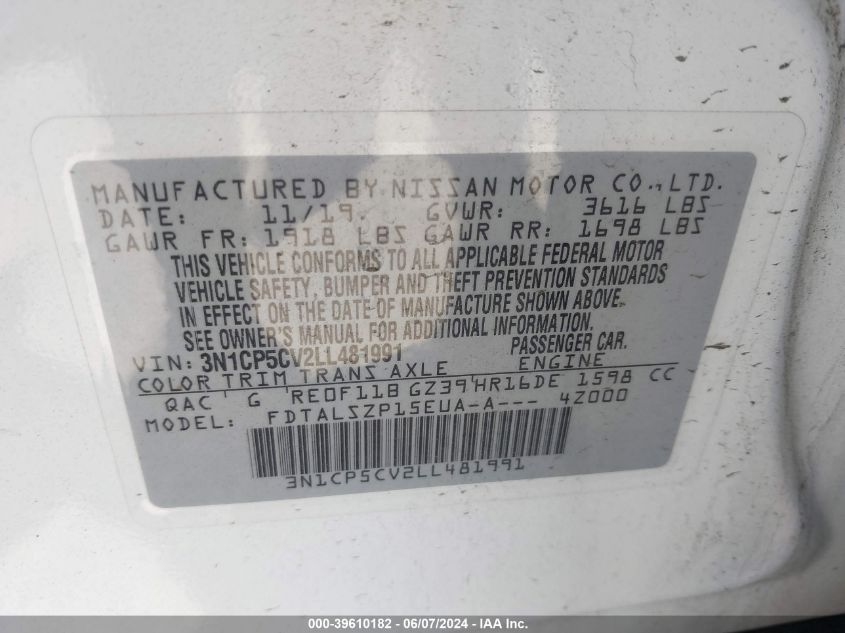 MANUFACTURED BY NISSAN MOTOR CO.,LTD.
DATE: 11/19. GVWR: 3616 LBS
GAWR FR: 1918 LBS GAWR RR: 1698 LBS
THIS VEHICLE CONFORMS TO ALL APPLICABLE FEDERAL MOTOR
VEHICLE SAFETY, BUMPER AND THEFT PREVENTION STANDARDS
IN EFFECT ON THE DATE OF MANUFACTURE SHOWN ABOVE.
SEE OWNER'S MANUAL FOR ADDITIONAL INFORMATION.
VIN: 3N1CP5CV2LL481991 PASSENGER CAR.
COLOR TRIM TRANS AXLE ENGINE
QAC G RE0F11B GZ39 HR16DE 1598 CC
MODEL: FDTALSZP15EUA-A--- 4Z000
3N1CP5CV2LL481991
000-39610182 / 06/07/2024 - IAA Inc.